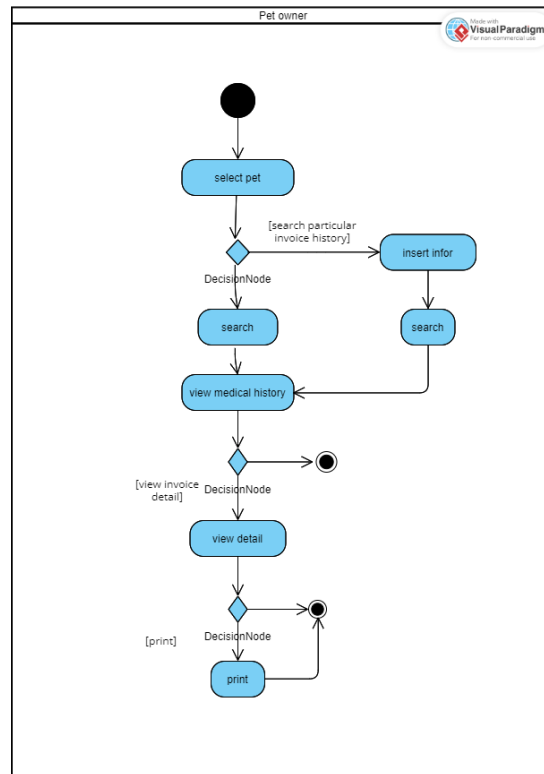 Pet owner
Made with
Visual Paradigm
For non-commercial use
select pet
[search particular
invoice history]
insert infor
DecisionNode
search
search
view medical history
[view invoice
detail]
DecisionNode
view detail
DecisionNode
[print]
print